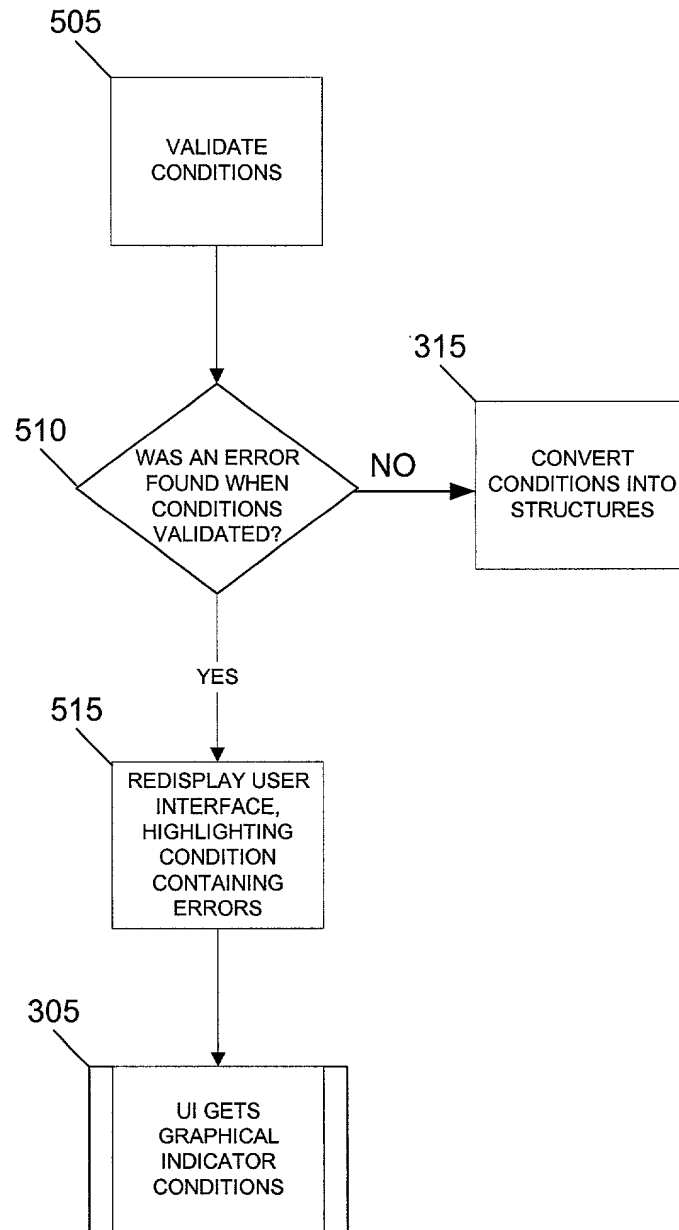 505
VALIDATE
CONDITIONS
510
WAS AN ERROR
FOUND WHEN
CONDITIONS
VALIDATED?
NO
315
CONVERT
CONDITIONS INTO
STRUCTURES
YES
515
REDISPLAY USER
INTERFACE,
HIGHLIGHTING
CONDITION
CONTAINING
ERRORS
305
UI GETS
GRAPHICAL
INDICATOR
CONDITIONS